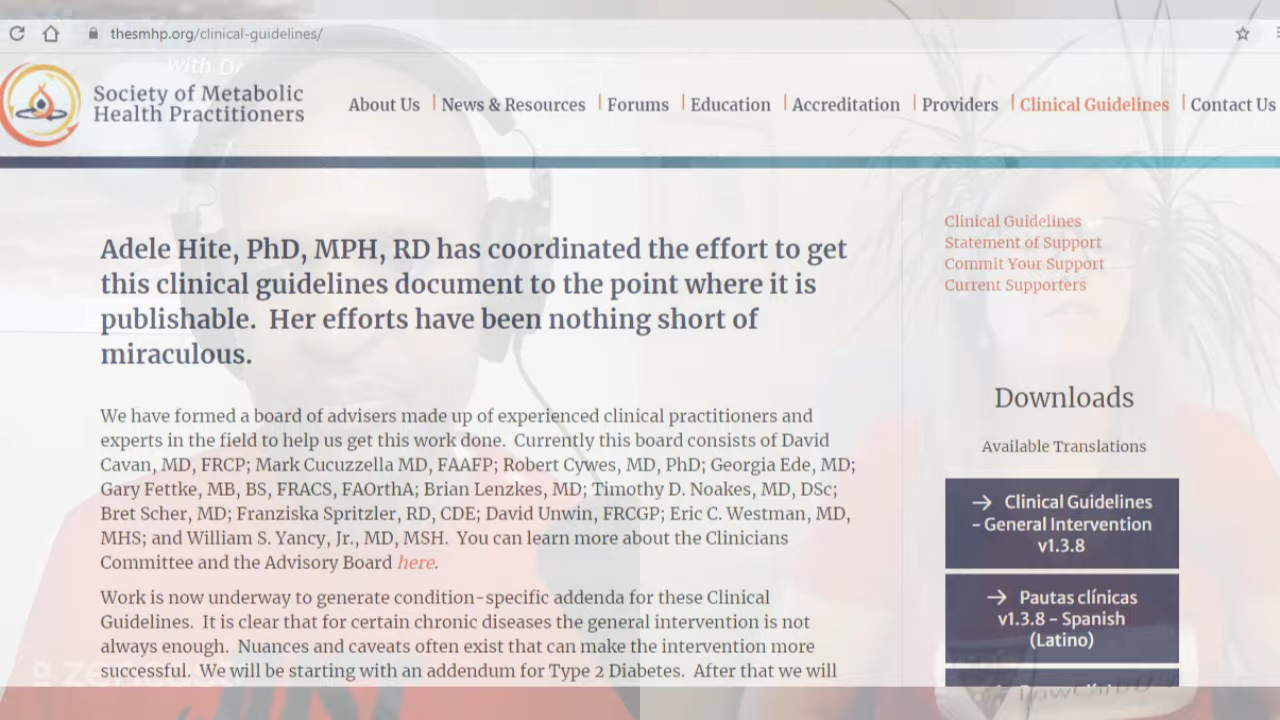 thesmhp.org/clinical-guidelines/
with Dr
Society of Metabolic
Health Practitioners
About Us
News & Resources
Forums
Education
Accreditation
Providers
Clinical Guidelines
Contact Us
Adele Hite, PhD, MPH, RD has coordinated the effort to get
this clinical guidelines document to the point where it is
publishable. Her efforts have been nothing short of
miraculous.
We have formed a board of advisers made up of experienced clinical practitioners and
experts in the field to help us get this work done. Currently this board consists of David
Cavan, MD, FRCP; Mark Cucuzzella MD, FAAFP; Robert Cywes, MD, PhD; Georgia Ede, MD;
Gary Fettke, MB, BS, FRACS, FAOrthA; Brian Lenzkes, MD; Timothy D. Noakes, MD, DSc;
Bret Scher, MD; Franziska Spritzler, RD, CDE; David Unwin, FRCGP; Eric C. Westman, MD,
MHS; and William S. Yancy, Jr., MD, MSH. You can learn more about the Clinicians
Committee and the Advisory Board here.
Work is now underway to generate condition-specific addenda for these Clinical
Guidelines. It is clear that for certain chronic diseases the general intervention is not
always enough. Nuances and caveats often exist that can make the intervention more
successful. We will be starting with an addendum for Type 2 Diabetes. After that we will
Clinical Guidelines
Statement of Support
Commit Your Support
Current Supporters
Downloads
Available Translations
→ Clinical Guidelines
- General Intervention
v1.3.8
→ Pautas clínicas
v1.3.8 - Spanish
(Latino)